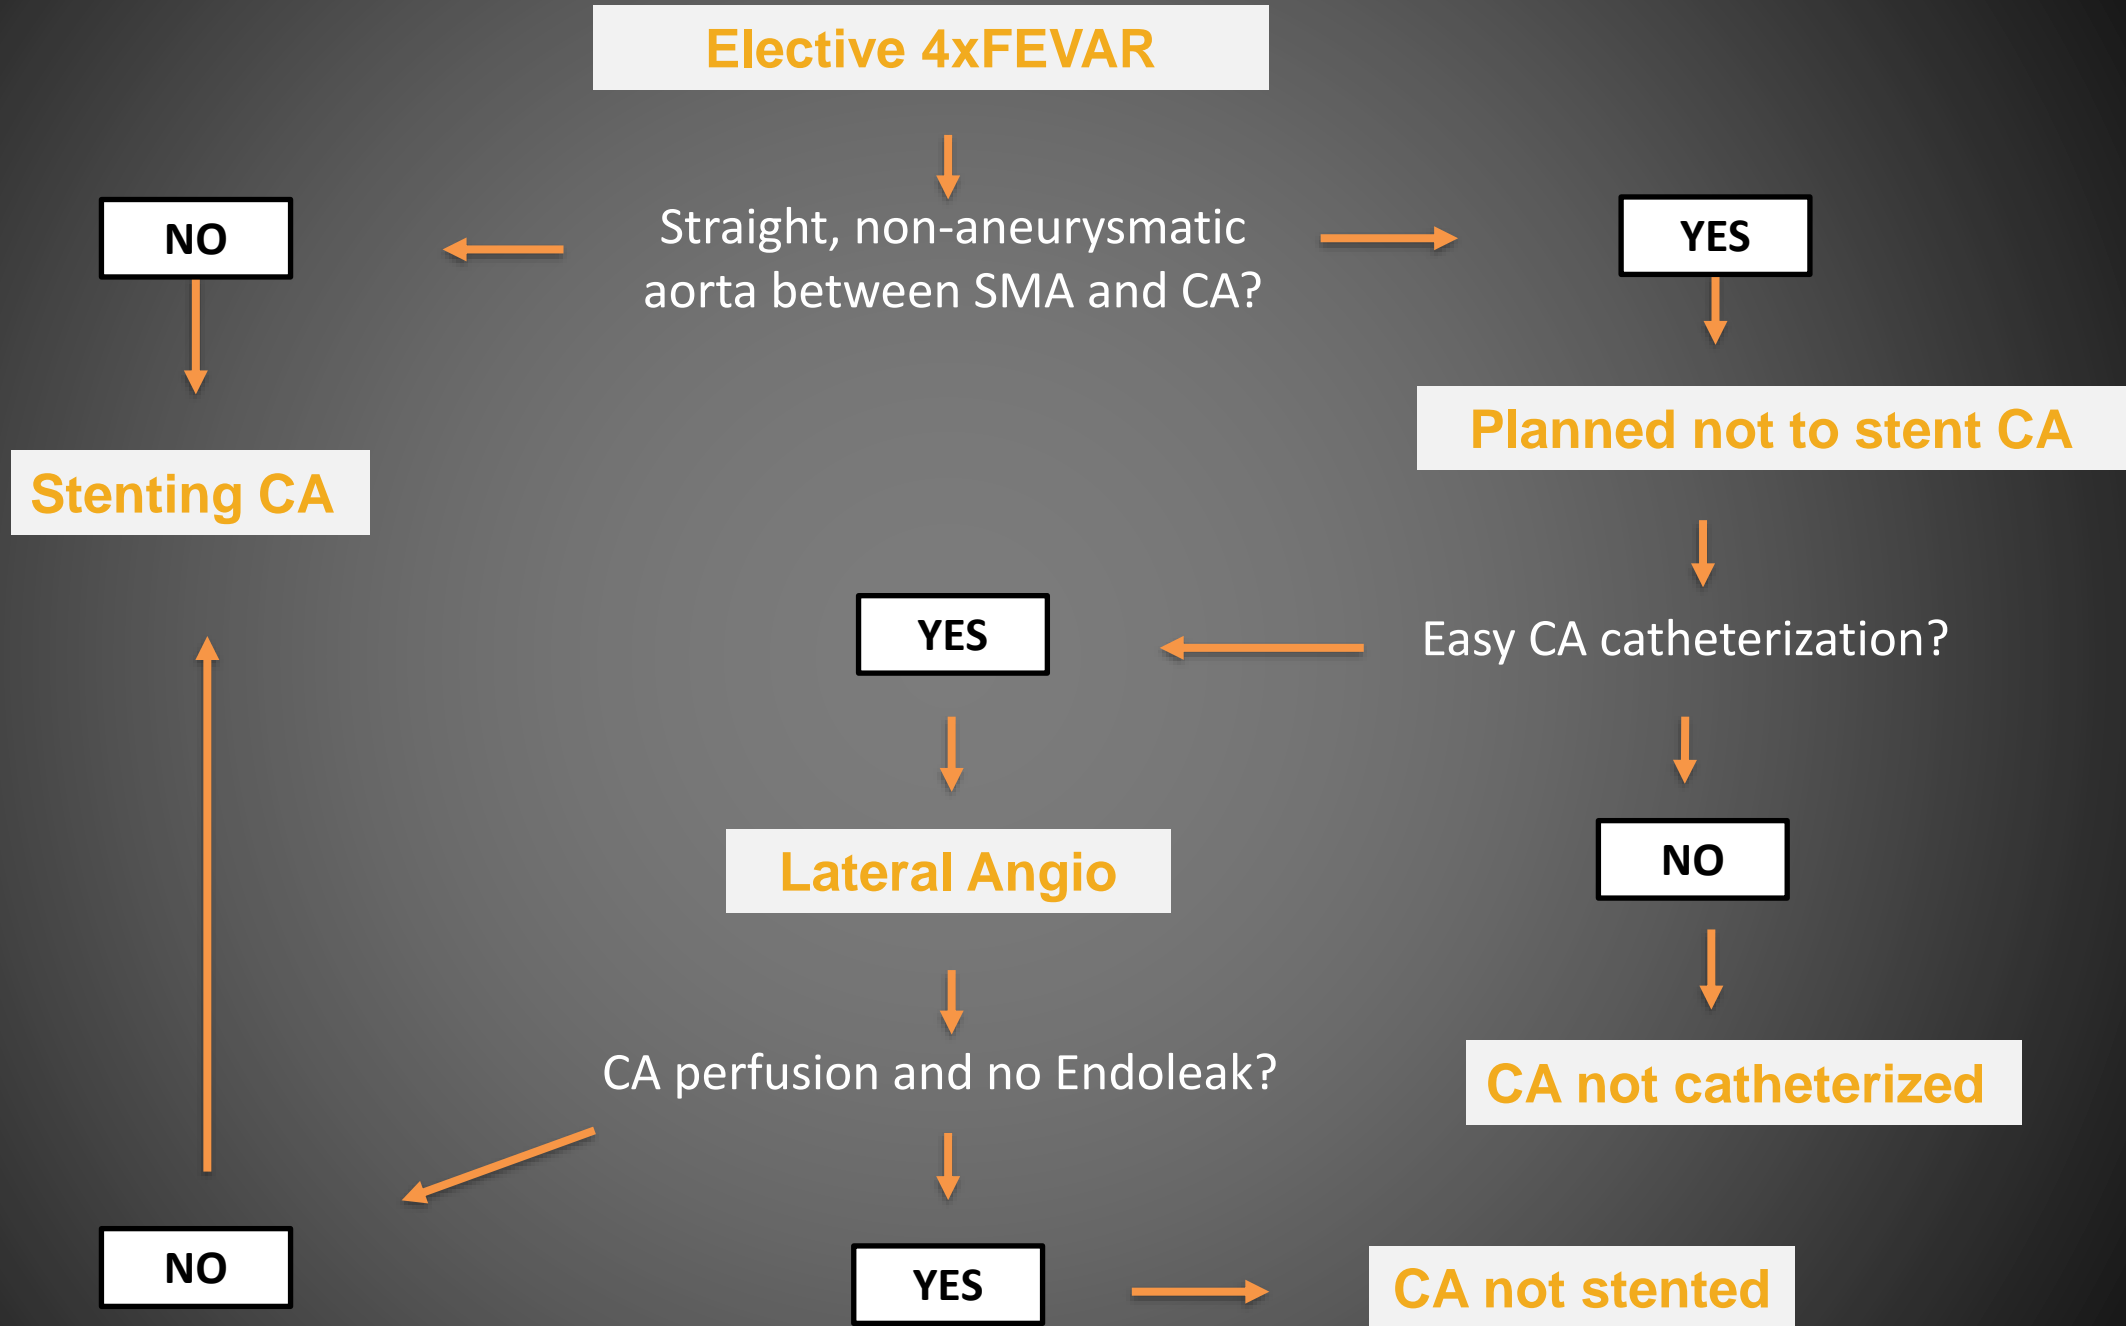 Elective 4xFEVAR
NO
Straight, non-aneurysmatic
aorta between SMA and CA?
YES
Planned not to stent CA
Stenting CA
YES
Easy CA catheterization?
Lateral Angio
NO
CA perfusion and no Endoleak?
CA not catheterized
NO
YES
CA not stented